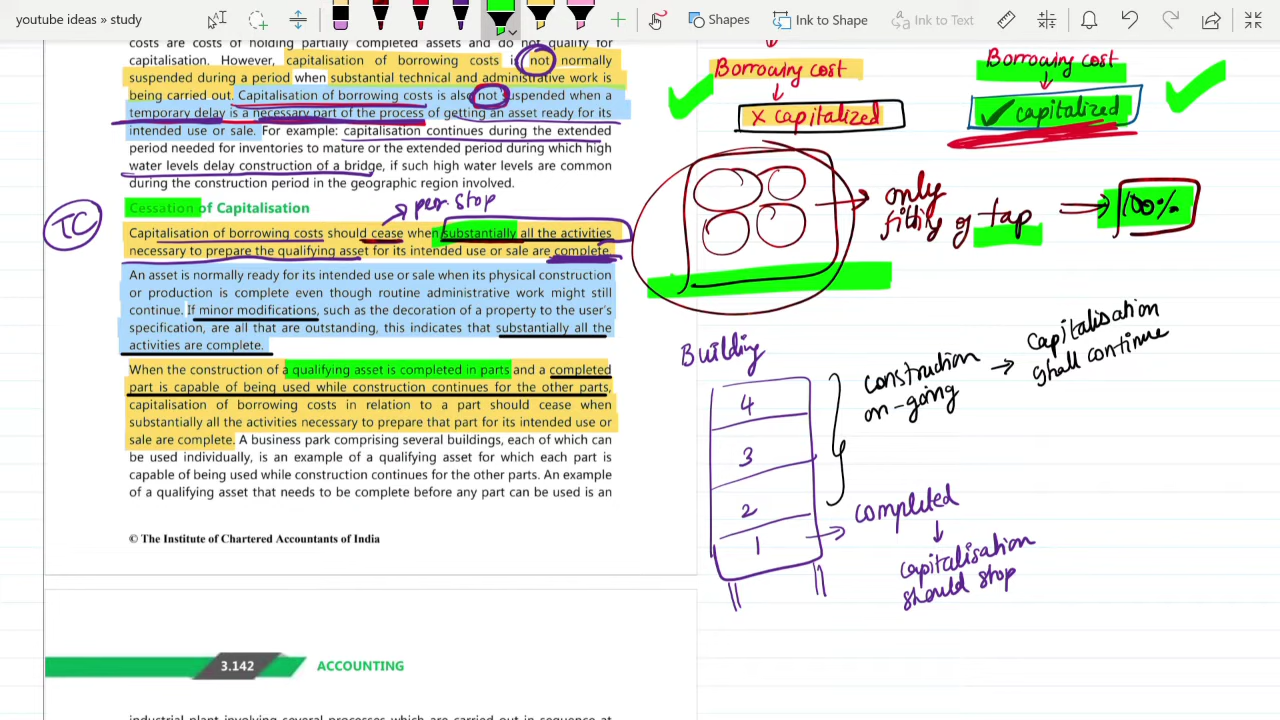 youtube ideas » study
Shapes
Ink to Shape
Ink to Text
costs are costs of holding partially completed assets and do not qualify for
capitalisation. However, capitalisation of borrowing costs is not normally
suspended during a period when substantial technical and administrative work is
being carried out. Capitalisation of borrowing costs is also not suspended when a
temporary delay is a necessary part of the process of getting an asset ready for its
intended use or sale. For example: capitalisation continues during the extended
period needed for inventories to mature or the extended period during which high
water levels delay construction of a bridge, if such high water levels are common
during the construction period in the geographic region involved.
per stop
TC
Cessation of Capitalisation
Capitalisation of borrowing costs should cease when substantially all the activities
necessary to prepare the qualifying asset for its intended use or sale are complete.
An asset is normally ready for its intended use or sale when its physical construction
or production is complete even though routine administrative work might still
continue. If minor modifications, such as the decoration of a property to the user's
specification, are all that are outstanding, this indicates that substantially all the
activities are complete.
When the construction of a qualifying asset is completed in parts and a completed
part is capable of being used while construction continues for the other parts,
capitalisation of borrowing costs in relation to a part should cease when
substantially all the activities necessary to prepare that part for its intended use or
sale are complete. A business park comprising several buildings, each of which can
be used individually, is an example of a qualifying asset for which each part is
capable of being used while construction continues for the other parts. An example
of a qualifying asset that needs to be complete before any part can be used is an
© The Institute of Chartered Accountants of India
3.142 ACCOUNTING
industrial plant involving several processes which are carried out in sequence at
Borrowing cost
X capitalized
Borrowing cost
capitalized
only
fitting of tap
100%
Building
4
3
2
1
construction
on-going
Capitalisation
shall continue
completed
capitalisation
should stop